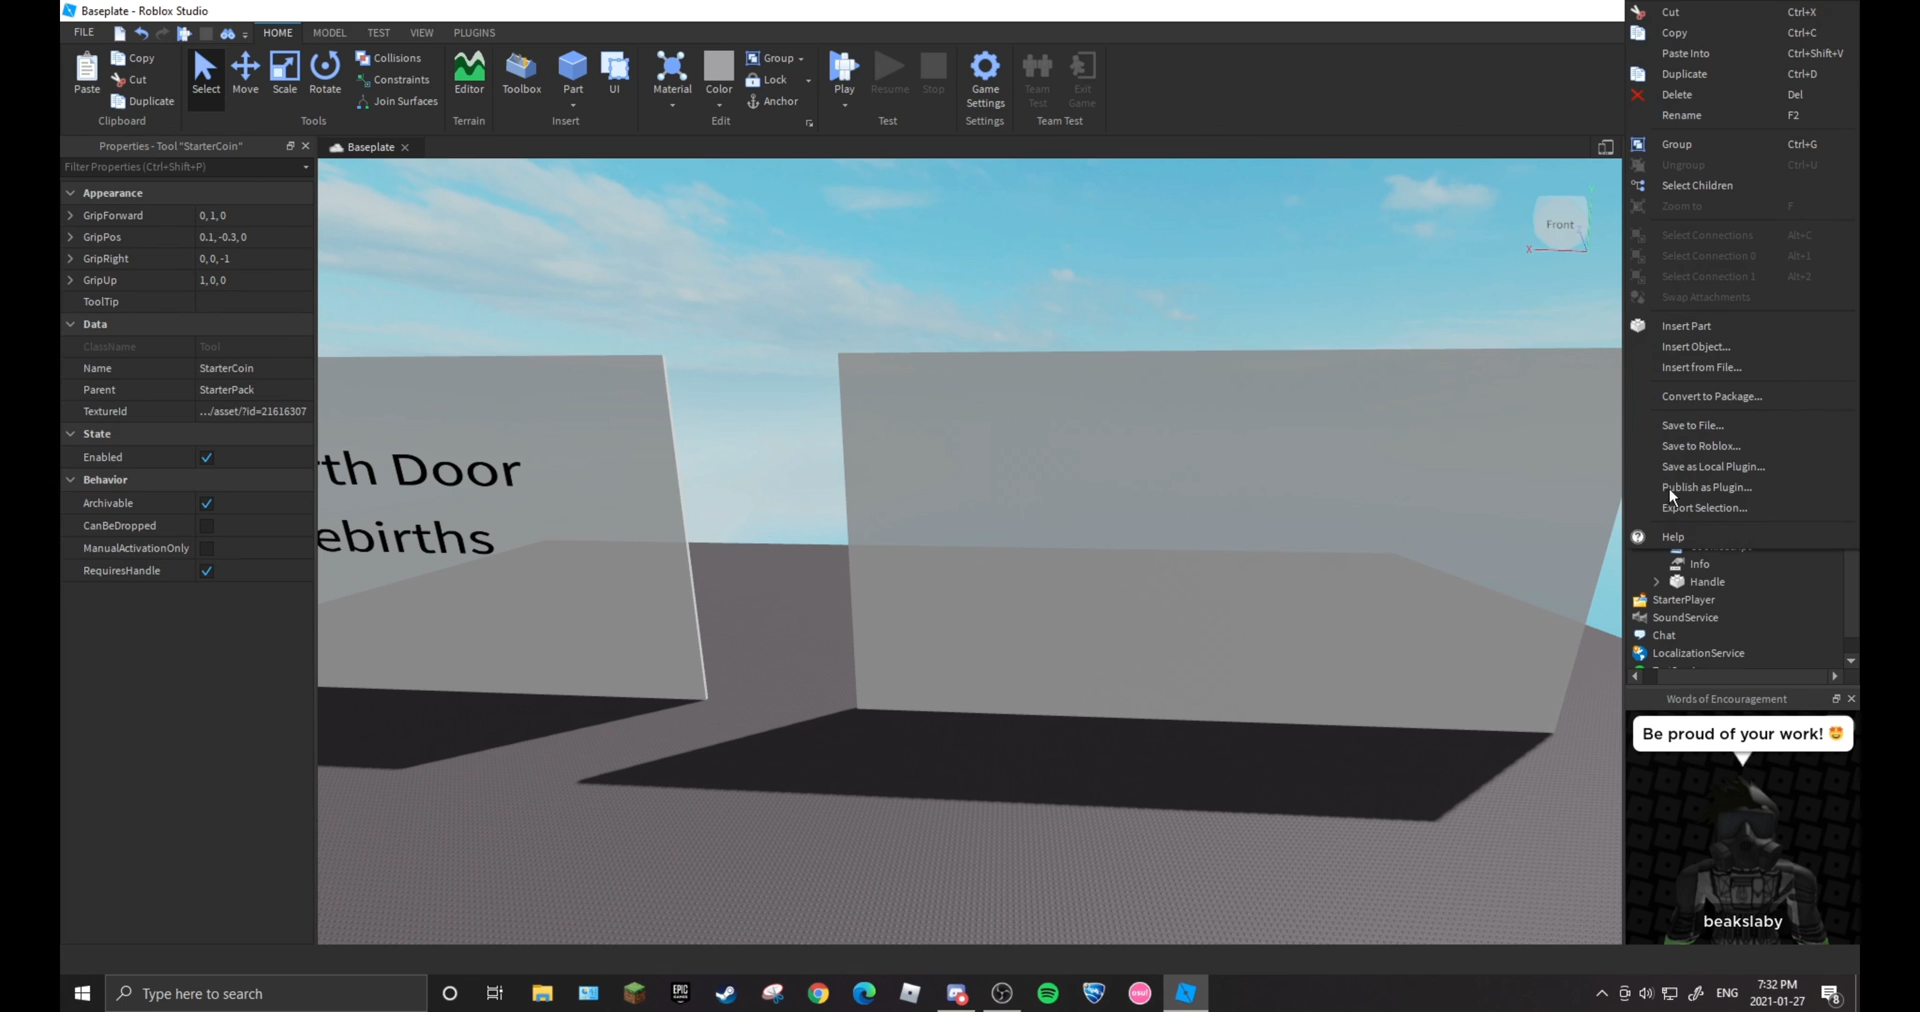 Baseplate - Roblox Studio
FILE
HOME
MODEL
TEST
VIEW
PLUGINS
Paste
Copy
Cut
Duplicate
Clipboard
Select
Move
Scale
Rotate
Collisions
Constraints
Join Surfaces
Tools
Editor
Terrain
Toolbox
Part
UI
Insert
Material
Color
Group
Lock
Anchor
Edit
Play
Resume
Stop
Test
Game Settings
Settings
Team Test
Exit Game
Team Test
Properties - Tool "StarterCoin"
Filter Properties (Ctrl+Shift+P)
Appearance
GripForward 0, 1, 0
GripPos 0.1, -0.3, 0
GripRight 0, 0, -1
GripUp 1, 0, 0
ToolTip
Data
ClassName Tool
Name StarterCoin
Parent StarterPack
TextureId .../asset/?id=21616307
State
Enabled
Behavior
Archivable
CanBeDropped
ManualActivationOnly
RequiresHandle
Baseplate
rth Door
ebirths
Front
X
Y
Cut Ctrl+X
Copy Ctrl+C
Paste Into Ctrl+Shift+V
Duplicate Ctrl+D
Delete Del
Rename F2
Group Ctrl+G
Ungroup Ctrl+U
Select Children
Zoom to F
Select Connections Alt+C
Select Connection 0 Alt+1
Select Connection 1 Alt+2
Swap Attachments
Insert Part
Insert Object...
Insert from File...
Convert to Package...
Save to File...
Save to Roblox...
Save as Local Plugin...
Publish as Plugin...
Export Selection...
Help
Info
Handle
StarterPlayer
SoundService
Chat
LocalizationService
Words of Encouragement
Be proud of your work! 🤩
beakslaby
Type here to search
EPIC GAMES
osu!
ENG
7:32 PM
2021-01-27
8